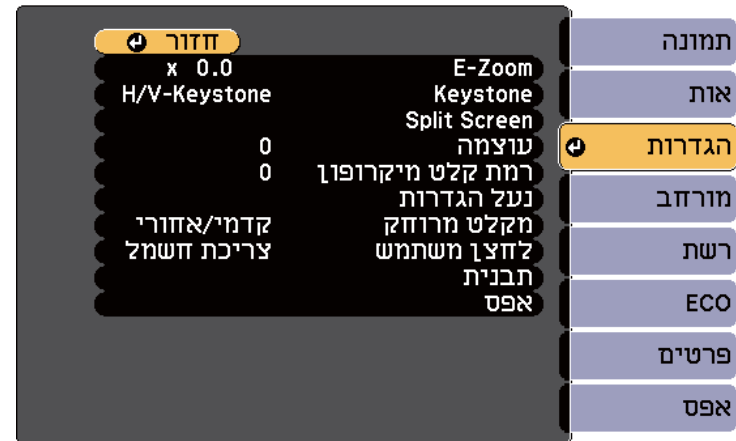 תמונה
אות
הגדרות
מורחב
רשת
ECO
פרטים
אפס
חזור
E-Zoom x 0.0
Keystone H/V-Keystone
Split Screen
עוצמה 0
רמת קלט מיקרופון 0
נעל הגדרות
מקלט מרוחק קדמי/אחורי
לחצן משתמש צריכת חשמל
תבנית
אפס